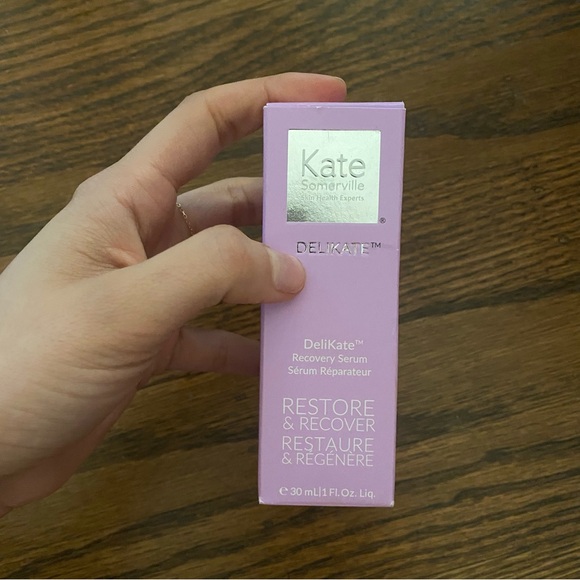 Kate
Somerville
Skin Health Experts
®
DELIKATE™
DeliKate™
Recovery Serum
Sérum Réparateur
RESTORE
& RECOVER
RESTAURE
& RÉGÉNÈRE
℮ 30 mL|1 Fl. Oz. Liq.